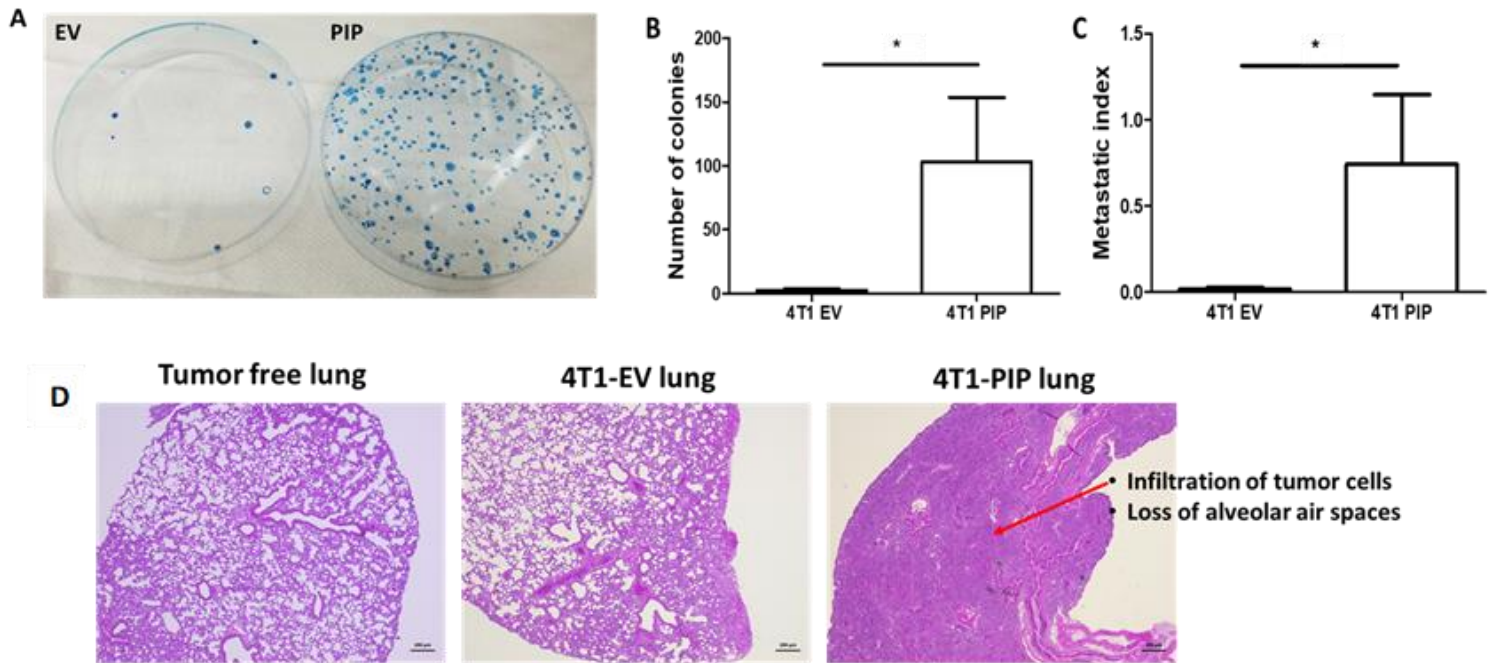 A
EV
PIP
B
Number of colonies
200
150
100
50
0
*
4T1 EV
4T1 PIP
C
Metastatic index
1.5
1.0
0.5
0.0
*
4T1 EV
4T1 PIP
D
Tumor free lung
4T1-EV lung
4T1-PIP lung
• Infiltration of tumor cells
• Loss of alveolar air spaces